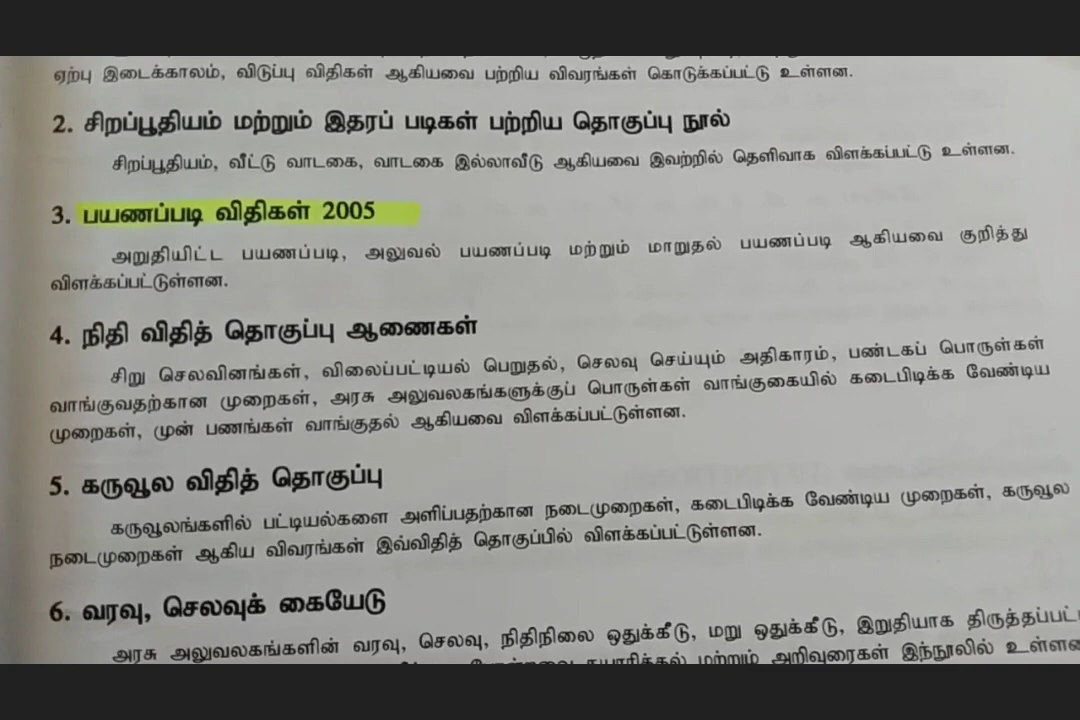 ஏற்பு இடைக்காலம், விடுப்பு விதிகள் ஆகியவை பற்றிய விவரங்கள் கொடுக்கப்பட்டு உள்ளன.
2. சிறப்பூதியம் மற்றும் இதரப் படிகள் பற்றிய தொகுப்பு நூல்
சிறப்பூதியம், வீட்டு வாடகை, வாடகை இல்லாவீடு ஆகியவை இவற்றில் தெளிவாக விளக்கப்பட்டு உள்ளன.
3. பயணப்படி விதிகள் 2005
அறுதியிட்ட பயணப்படி, அலுவல் பயணப்படி மற்றும் மாறுதல் பயணப்படி ஆகியவை குறித்து
விளக்கப்பட்டுள்ளன.
4. நிதி விதித் தொகுப்பு ஆணைகள்
சிறு செலவினங்கள், விலைப்பட்டியல் பெறுதல், செலவு செய்யும் அதிகாரம், பண்டகப் பொருள்கள்
வாங்குவதற்கான முறைகள், அரசு அலுவலகங்களுக்குப் பொருள்கள் வாங்குகையில் கடைபிடிக்க வேண்டிய
முறைகள், முன் பணங்கள் வாங்குதல் ஆகியவை விளக்கப்பட்டுள்ளன.
5. கருவூல விதித் தொகுப்பு
கருவூலங்களில் பட்டியல்களை அளிப்பதற்கான நடைமுறைகள், கடைபிடிக்க வேண்டிய முறைகள், கருவூல
நடைமுறைகள் ஆகிய விவரங்கள் இவ்விதித் தொகுப்பில் விளக்கப்பட்டுள்ளன.
6. வரவு, செலவுக் கையேடு
அரசு அலுவலகங்களின் வரவு, செலவு, நிதிநிலை ஒதுக்கீடு, மறு ஒதுக்கீடு, இறுதியாக
மற்றும் அறிவுரைகள் இந்நூலில்